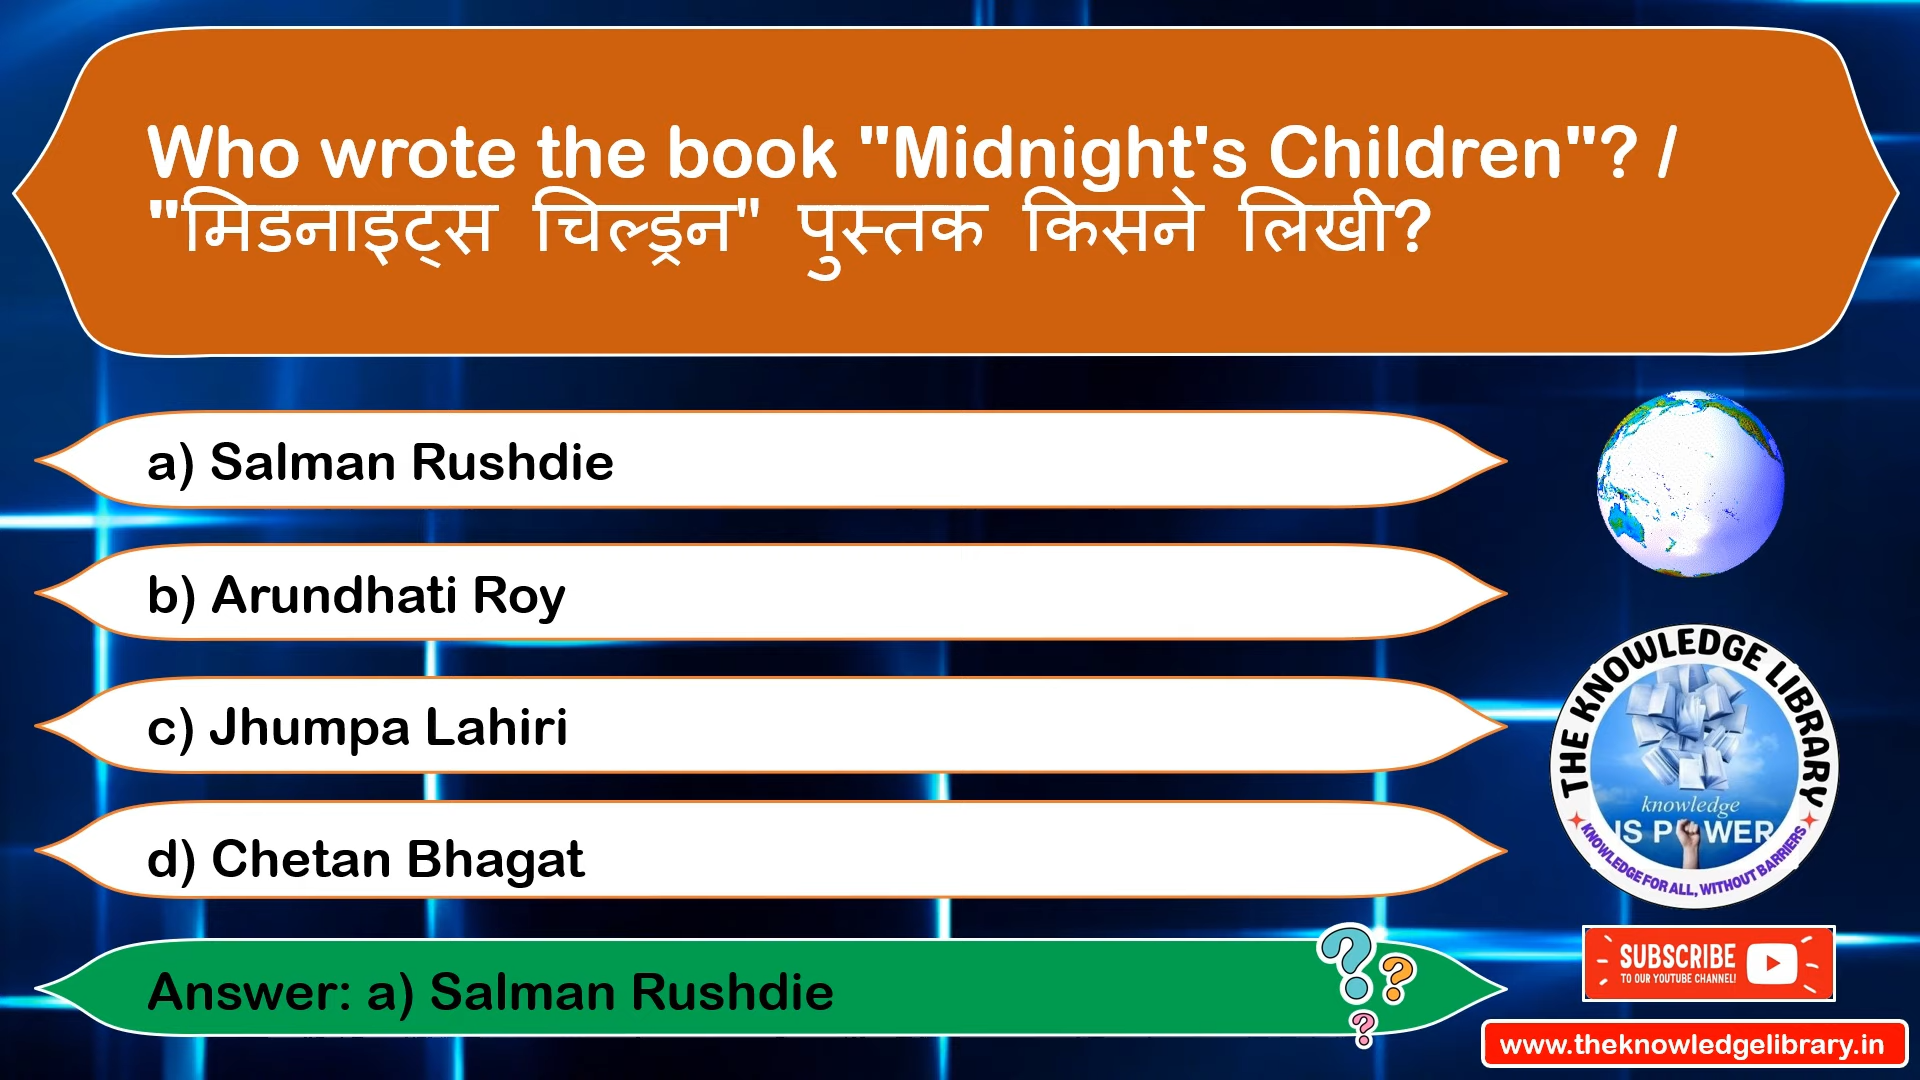 Who wrote the book "Midnight's Children"? /
"मिडनाइट्स चिल्ड्रन" पुस्तक किसने लिखी?
a) Salman Rushdie
b) Arundhati Roy
c) Jhumpa Lahiri
d) Chetan Bhagat
Answer: a) Salman Rushdie
THE KNOWLEDGE LIBRARY
knowledge
IS POWER
KNOWLEDGE FOR ALL, WITHOUT BARRIERS
SUBSCRIBE
TO OUR YOUTUBE CHANNEL!
www.theknowledgelibrary.in